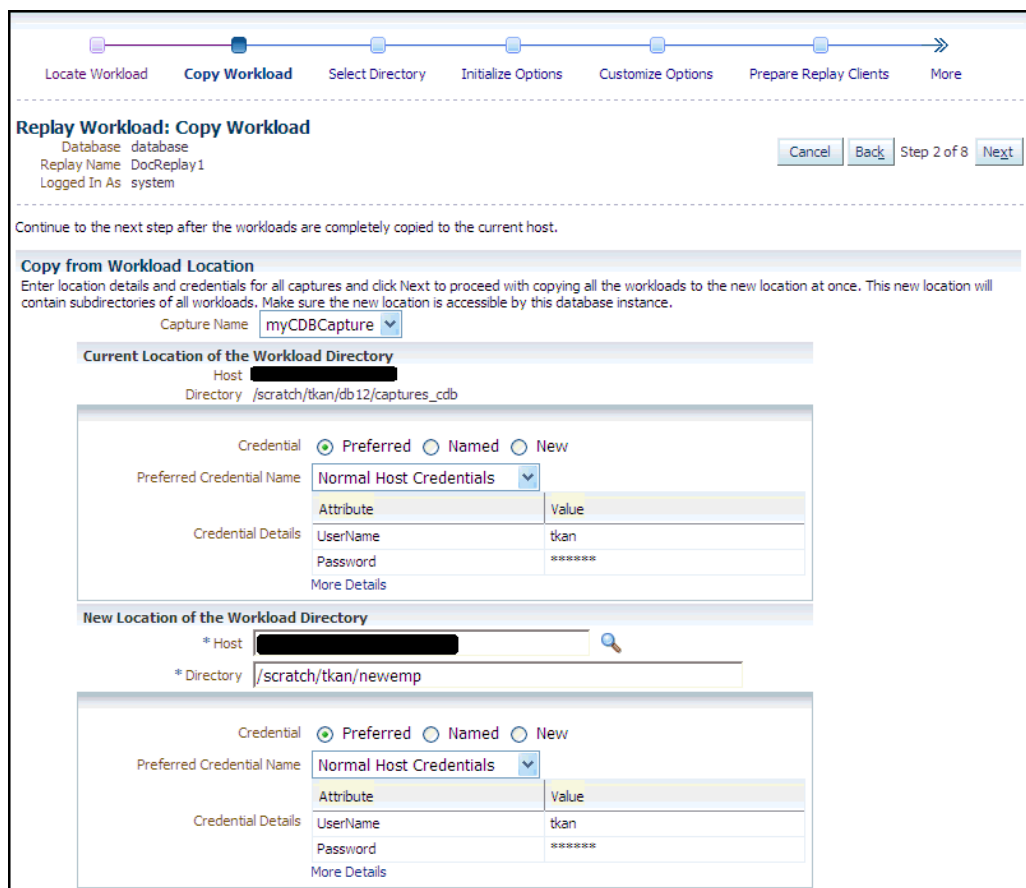 Locate Workload Copy Workload Select Directory Initialize Options Customize Options Prepare Replay Clients More
Replay Workload: Copy Workload
Database database
Replay Name DocReplay1
Logged In As system
Cancel Back Step 2 of 8 Next
Continue to the next step after the workloads are completely copied to the current host.
Copy from Workload Location
Enter location details and credentials for all captures and click Next to proceed with copying all the workloads to the new location at once. This new location will
contain subdirectories of all workloads. Make sure the new location is accessible by this database instance.
Capture Name myCDBCapture
Current Location of the Workload Directory
Host
Directory /scratch/tkan/db12/captures_cdb
Credential Preferred Named New
Preferred Credential Name Normal Host Credentials
Attribute Value
Credential Details UserName tkan
Password ******
More Details
New Location of the Workload Directory
* Host
* Directory /scratch/tkan/newemp
Credential Preferred Named New
Preferred Credential Name Normal Host Credentials
Attribute Value
Credential Details UserName tkan
Password ******
More Details